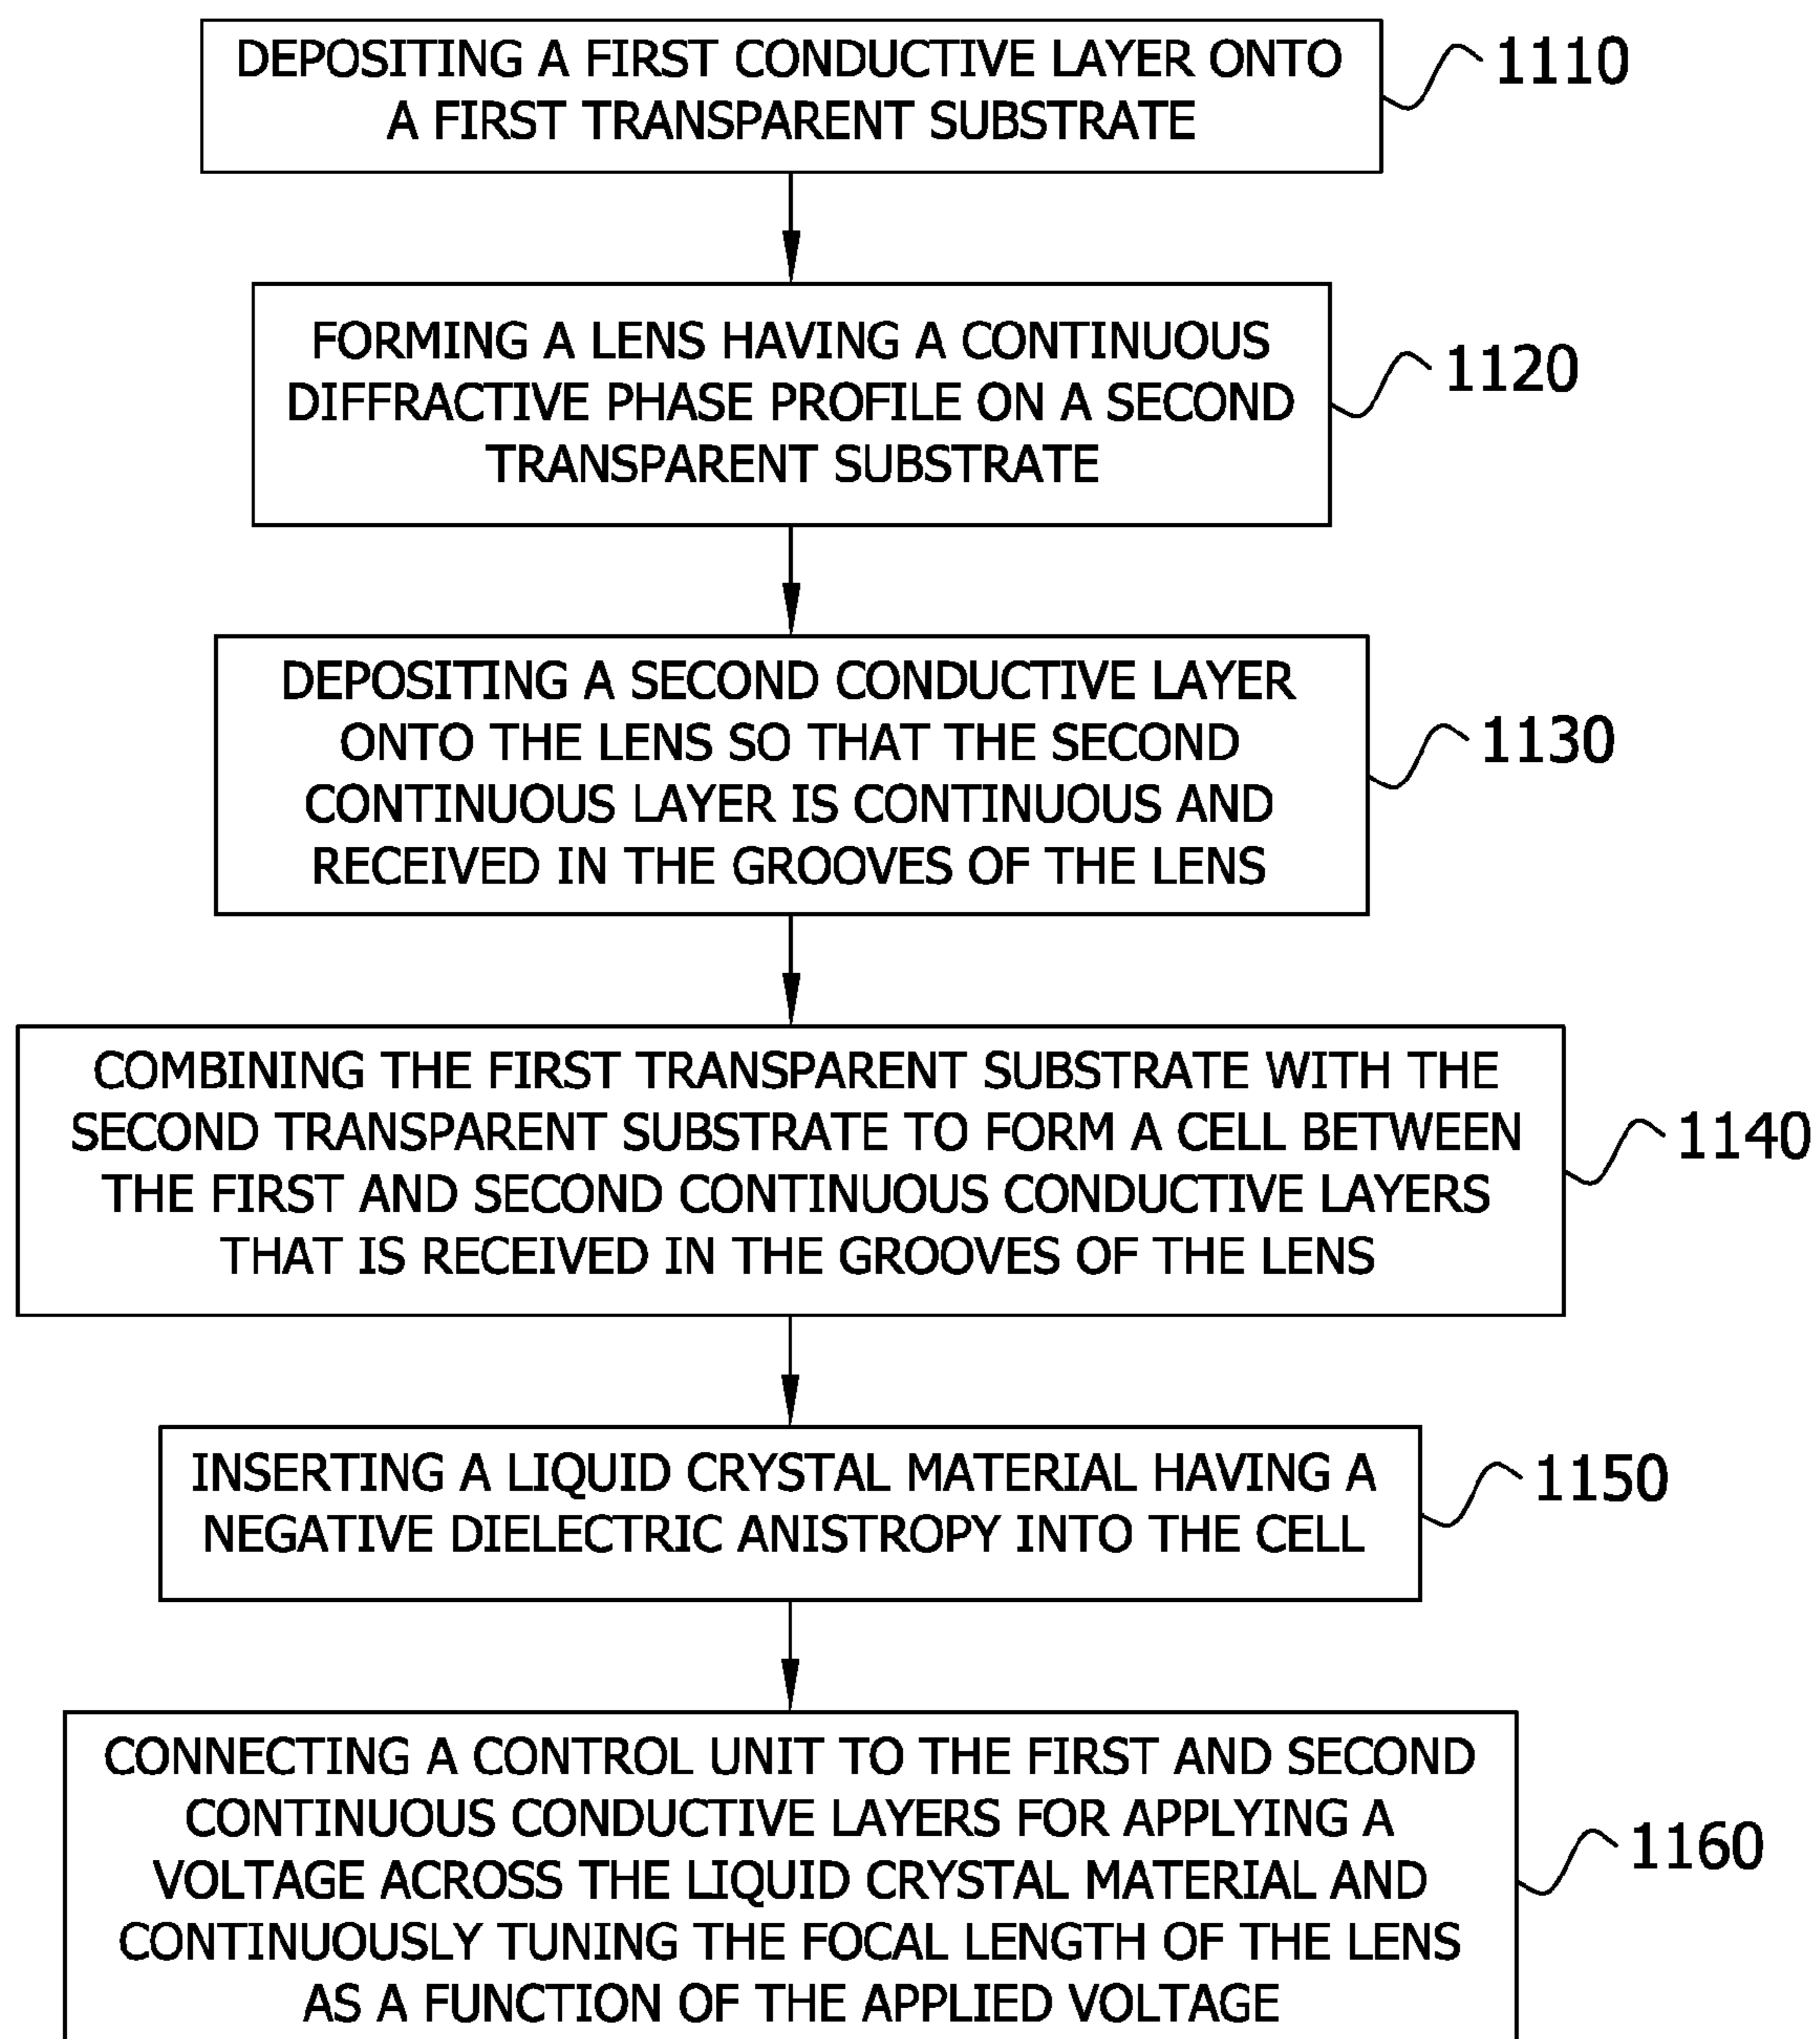 DEPOSITING A FIRST CONDUCTIVE LAYER ONTO
A FIRST TRANSPARENT SUBSTRATE
1110
FORMING A LENS HAVING A CONTINUOUS
DIFFRACTIVE PHASE PROFILE ON A SECOND
TRANSPARENT SUBSTRATE
1120
DEPOSITING A SECOND CONDUCTIVE LAYER
ONTO THE LENS SO THAT THE SECOND
CONTINUOUS LAYER IS CONTINUOUS AND
RECEIVED IN THE GROOVES OF THE LENS
1130
COMBINING THE FIRST TRANSPARENT SUBSTRATE WITH THE
SECOND TRANSPARENT SUBSTRATE TO FORM A CELL BETWEEN
THE FIRST AND SECOND CONTINUOUS CONDUCTIVE LAYERS
THAT IS RECEIVED IN THE GROOVES OF THE LENS
1140
INSERTING A LIQUID CRYSTAL MATERIAL HAVING A
NEGATIVE DIELECTRIC ANISTROPY INTO THE CELL
1150
CONNECTING A CONTROL UNIT TO THE FIRST AND SECOND
CONTINUOUS CONDUCTIVE LAYERS FOR APPLYING A
VOLTAGE ACROSS THE LIQUID CRYSTAL MATERIAL AND
CONTINUOUSLY TUNING THE FOCAL LENGTH OF THE LENS
AS A FUNCTION OF THE APPLIED VOLTAGE
1160